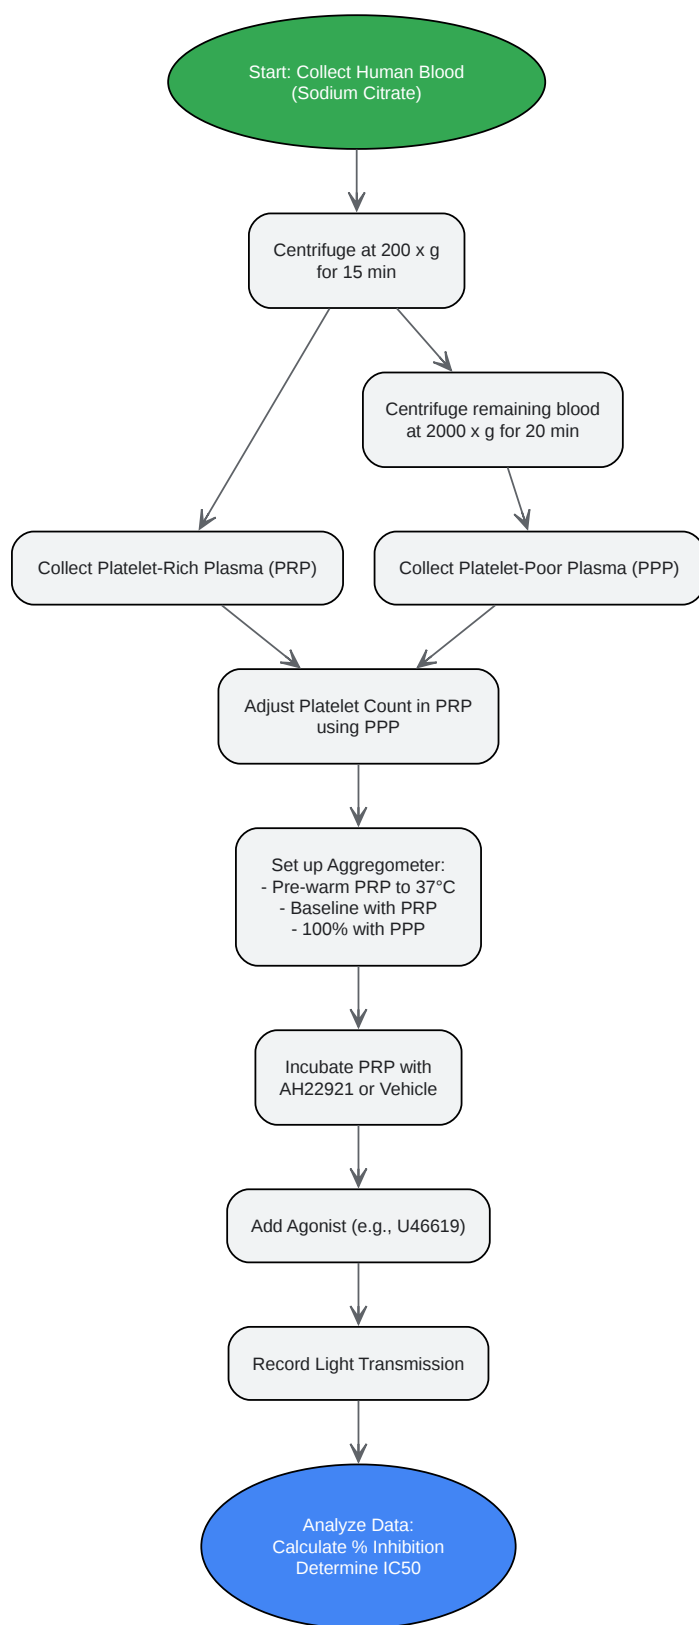 Start: Collect Human Blood
(Sodium Citrate)
Centrifuge at 200 x g
for 15 min
Centrifuge remaining blood
at 2000 x g for 20 min
Collect Platelet-Rich Plasma (PRP)
Collect Platelet-Poor Plasma (PPP)
Adjust Platelet Count in PRP
using PPP
Set up Aggregometer:
- Pre-warm PRP to 37°C
- Baseline with PRP
- 100% with PPP
Incubate PRP with
AH22921 or Vehicle
Add Agonist (e.g., U46619)
Record Light Transmission
Analyze Data:
Calculate % Inhibition
Determine IC50